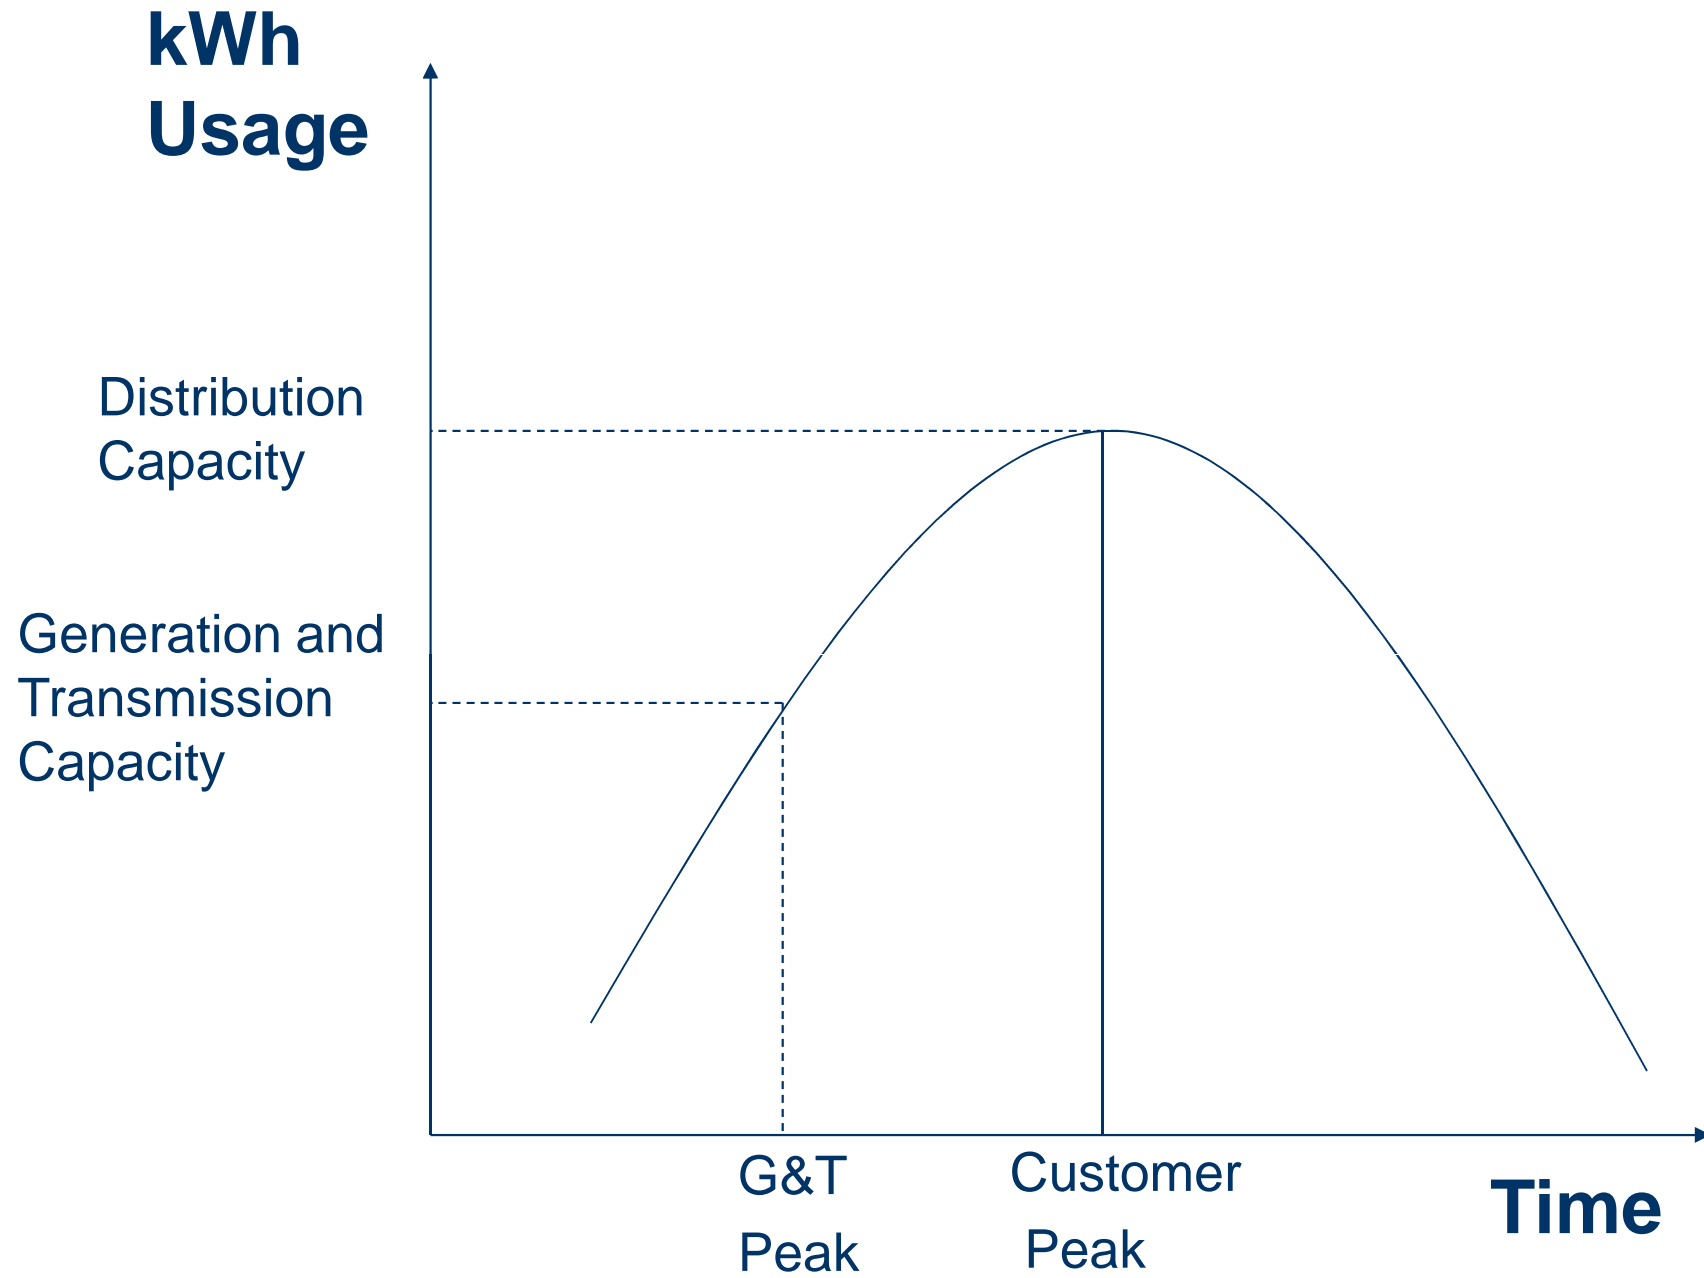 kWh
Usage
Distribution
Capacity
Generation and
Transmission
Capacity
G&T
Peak
Customer
Peak
Time